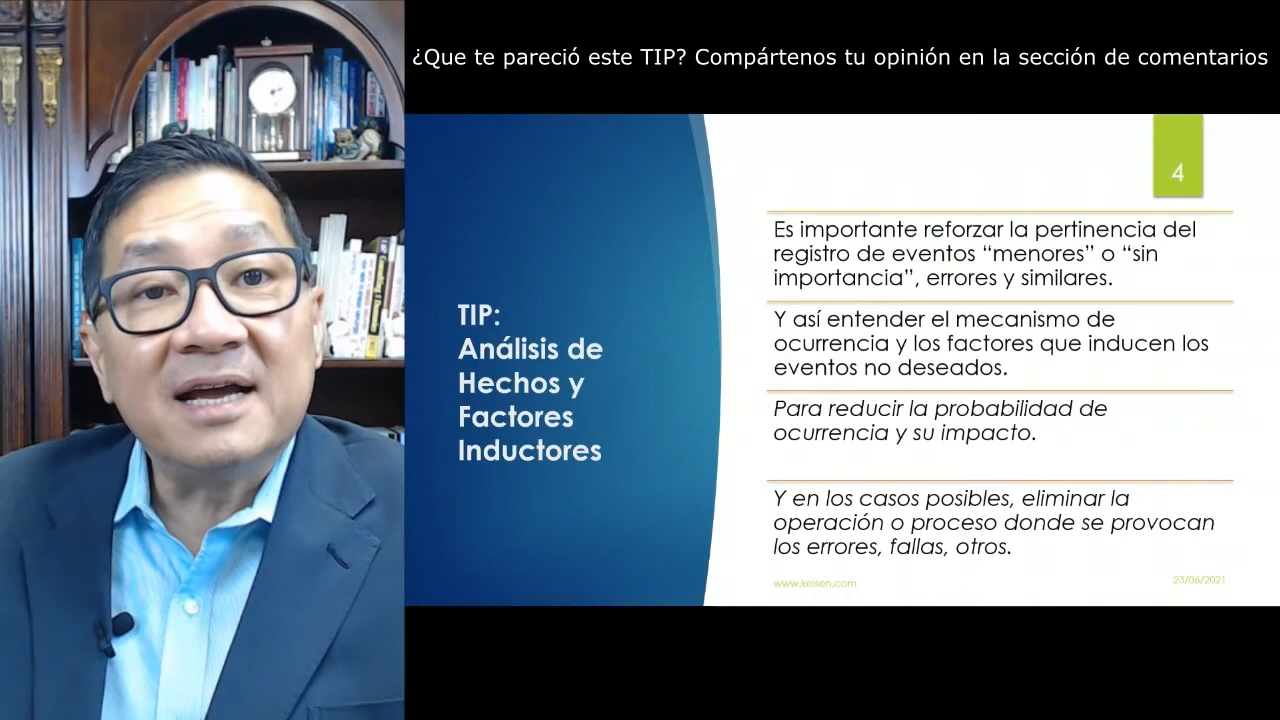 ¿Que te pareció este TIP? Compártenos tu opinión en la sección de comentarios
4
TIP:
Análisis de
Hechos y
Factores
Inductores
Es importante reforzar la pertinencia del
registro de eventos “menores” o “sin
importancia”, errores y similares.
Y así entender el mecanismo de
ocurrencia y los factores que inducen los
eventos no deseados.
Para reducir la probabilidad de
ocurrencia y su impacto.
Y en los casos posibles, eliminar la
operación o proceso donde se provocan
los errores, fallas, otros.
www.keisen.com
23/06/2021